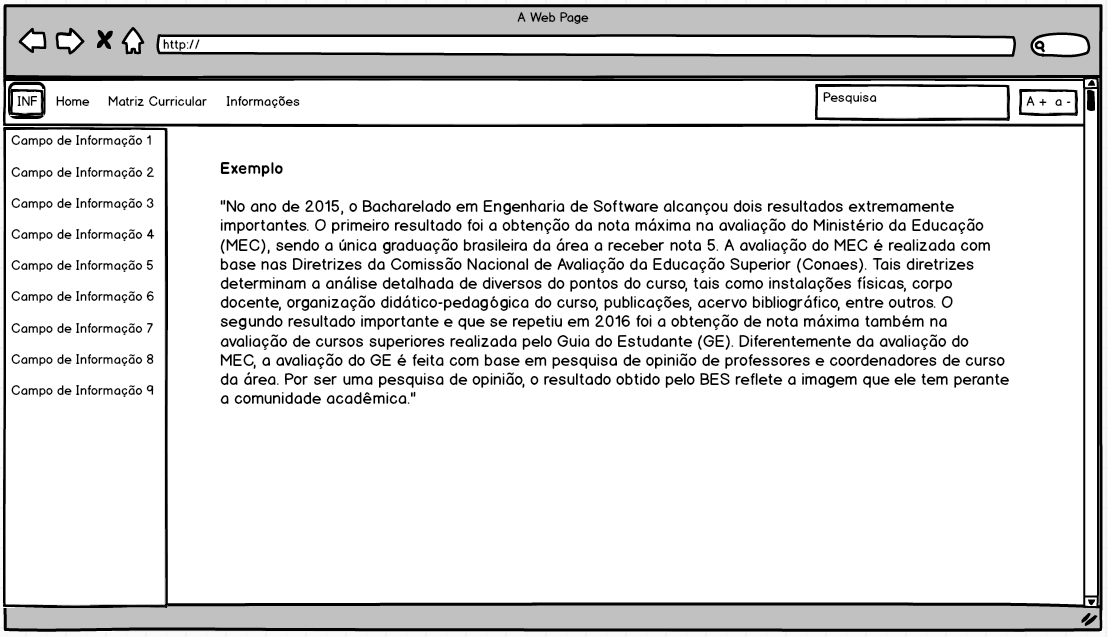 A Web Page
http://
INF Home Matriz Curricular Informações Pesquisa A + a -
Campo de Informação 1
Campo de Informação 2
Campo de Informação 3
Campo de Informação 4
Campo de Informação 5
Campo de Informação 6
Campo de Informação 7
Campo de Informação 8
Campo de Informação 9
Exemplo
"No ano de 2015, o Bacharelado em Engenharia de Software alcançou dois resultados extremamente
importantes. O primeiro resultado foi a obtenção da nota máxima na avaliação do Ministério da Educação
(MEC), sendo a única graduação brasileira da área a receber nota 5. A avaliação do MEC é realizada com
base nas Diretrizes da Comissão Nacional de Avaliação da Educação Superior (Conaes). Tais diretrizes
determinam a análise detalhada de diversos do pontos do curso, tais como instalações físicas, corpo
docente, organização didático-pedagógica do curso, publicações, acervo bibliográfico, entre outros. O
segundo resultado importante e que se repetiu em 2016 foi a obtenção de nota máxima também na
avaliação de cursos superiores realizada pelo Guia do Estudante (GE). Diferentemente da avaliação do
MEC, a avaliação do GE é feita com base em pesquisa de opinião de professores e coordenadores de curso
da área. Por ser uma pesquisa de opinião, o resultado obtido pelo BES reflete a imagem que ele tem perante
a comunidade acadêmica."